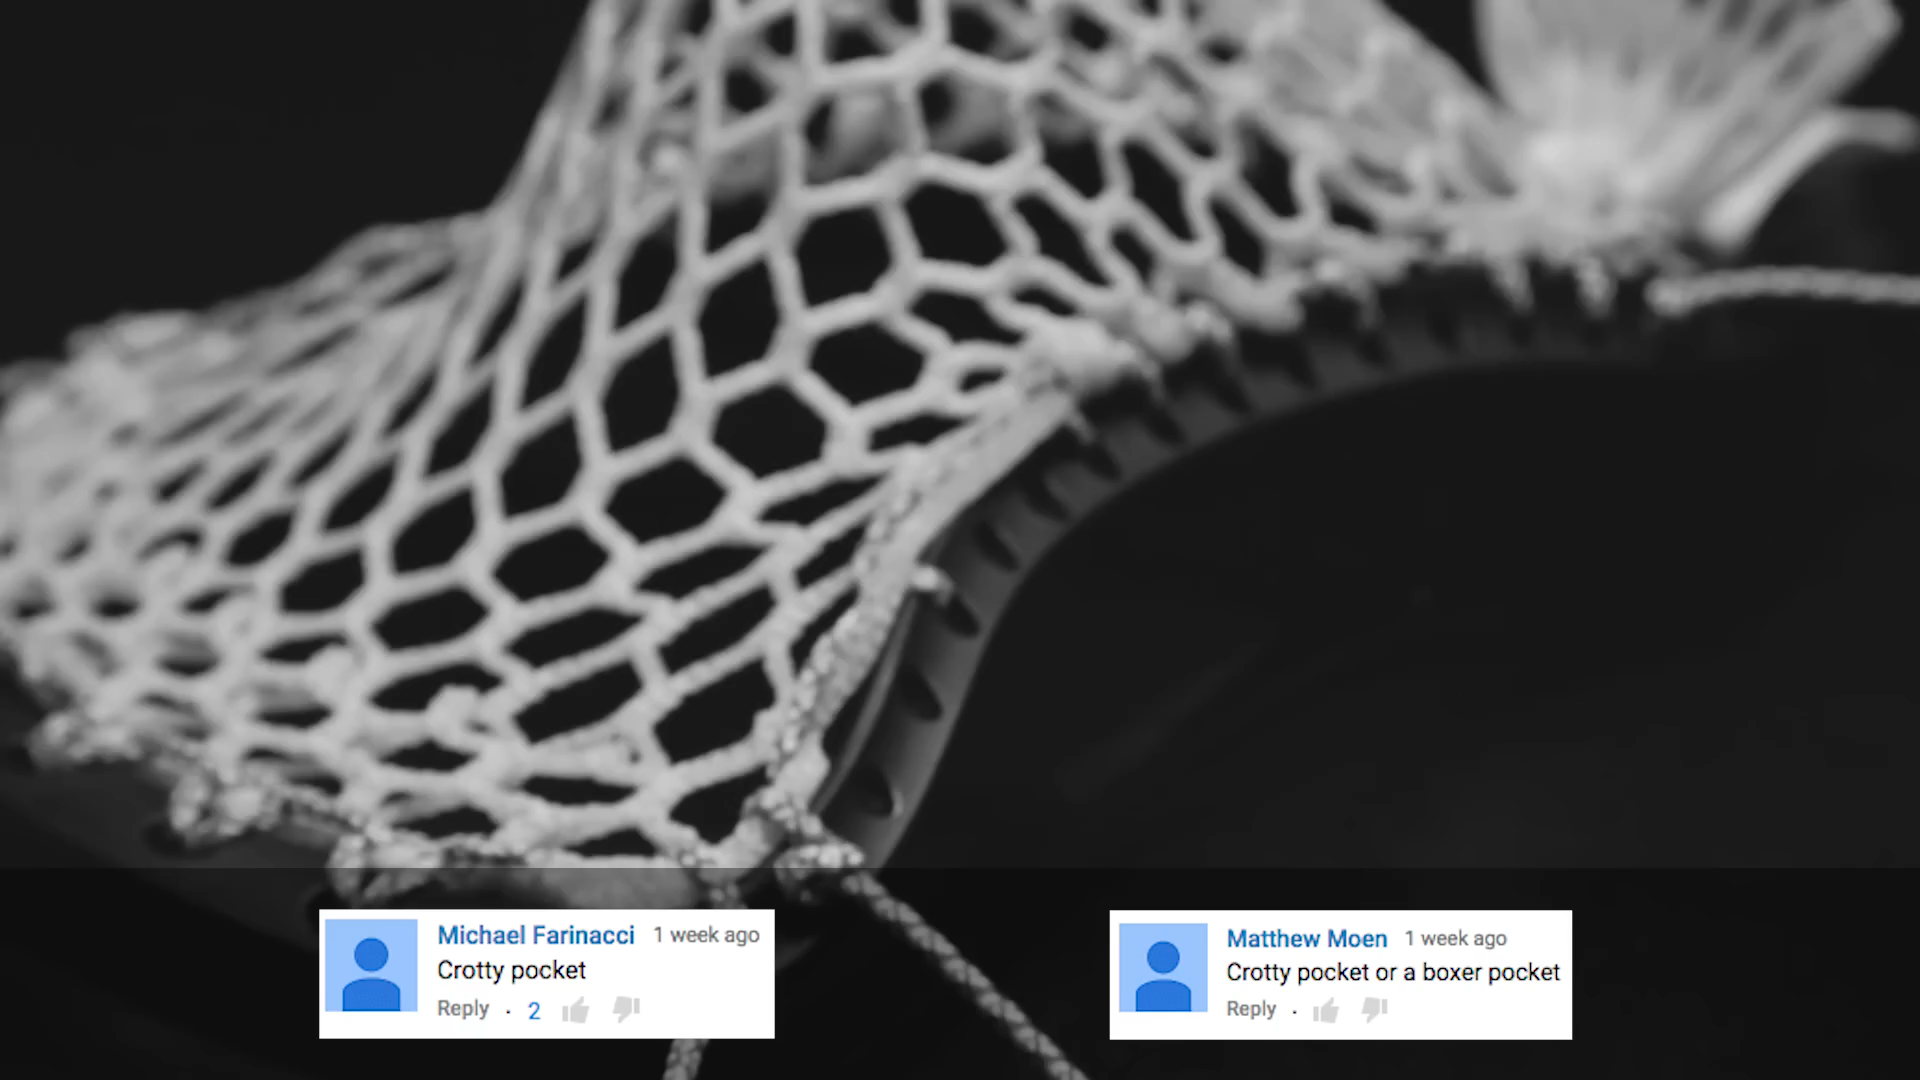 Michael Farinacci 1 week ago
Crotty pocket
Reply · 2
Matthew Moen 1 week ago
Crotty pocket or a boxer pocket
Reply ·